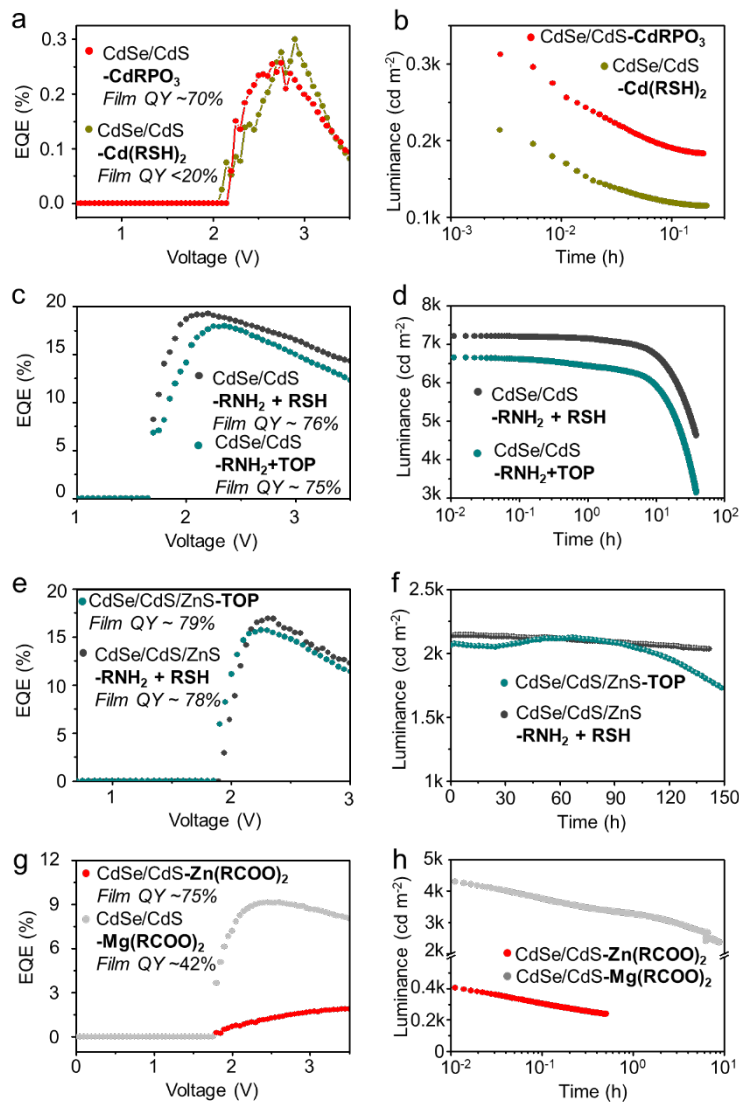 a
0.3
0.2
0.1
0.0
EQE (%)
CdSe/CdS
-CdRPO₃
Film QY ~70%
CdSe/CdS
-Cd(RSH)₂
Film QY <20%
1
2
3
Voltage (V)
b
0.3k
0.2k
0.1k
Luminance (cd m⁻²)
CdSe/CdS-CdRPO₃
CdSe/CdS
-Cd(RSH)₂
10⁻³
10⁻²
10⁻¹
Time (h)
c
20
15
10
5
0
EQE (%)
CdSe/CdS
-RNH₂ + RSH
Film QY ~ 76%
CdSe/CdS
-RNH₂+TOP
Film QY ~ 75%
1
2
3
Voltage (V)
d
8k
7k
6k
5k
4k
3k
Luminance (cd m⁻²)
CdSe/CdS
-RNH₂ + RSH
CdSe/CdS
-RNH₂+TOP
10⁻²
10⁻¹
10⁰
10¹
10²
Time (h)
e
20
15
10
5
0
EQE (%)
CdSe/CdS/ZnS-TOP
Film QY ~ 79%
CdSe/CdS/ZnS
-RNH₂ + RSH
Film QY ~ 78%
1
2
3
Voltage (V)
f
2.5k
2k
1.5k
1k
Luminance (cd m⁻²)
CdSe/CdS/ZnS-TOP
CdSe/CdS/ZnS
-RNH₂ + RSH
0
30
60
90
120
150
Time (h)
g
12
9
6
3
0
EQE (%)
CdSe/CdS-Zn(RCOO)₂
Film QY ~75%
CdSe/CdS
-Mg(RCOO)₂
Film QY ~42%
0
1
2
3
Voltage (V)
h
5k
4k
3k
2k
0.4k
0.2k
0
Luminance (cd m⁻²)
CdSe/CdS-Zn(RCOO)₂
CdSe/CdS-Mg(RCOO)₂
10⁻²
10⁻¹
10⁰
10¹
Time (h)